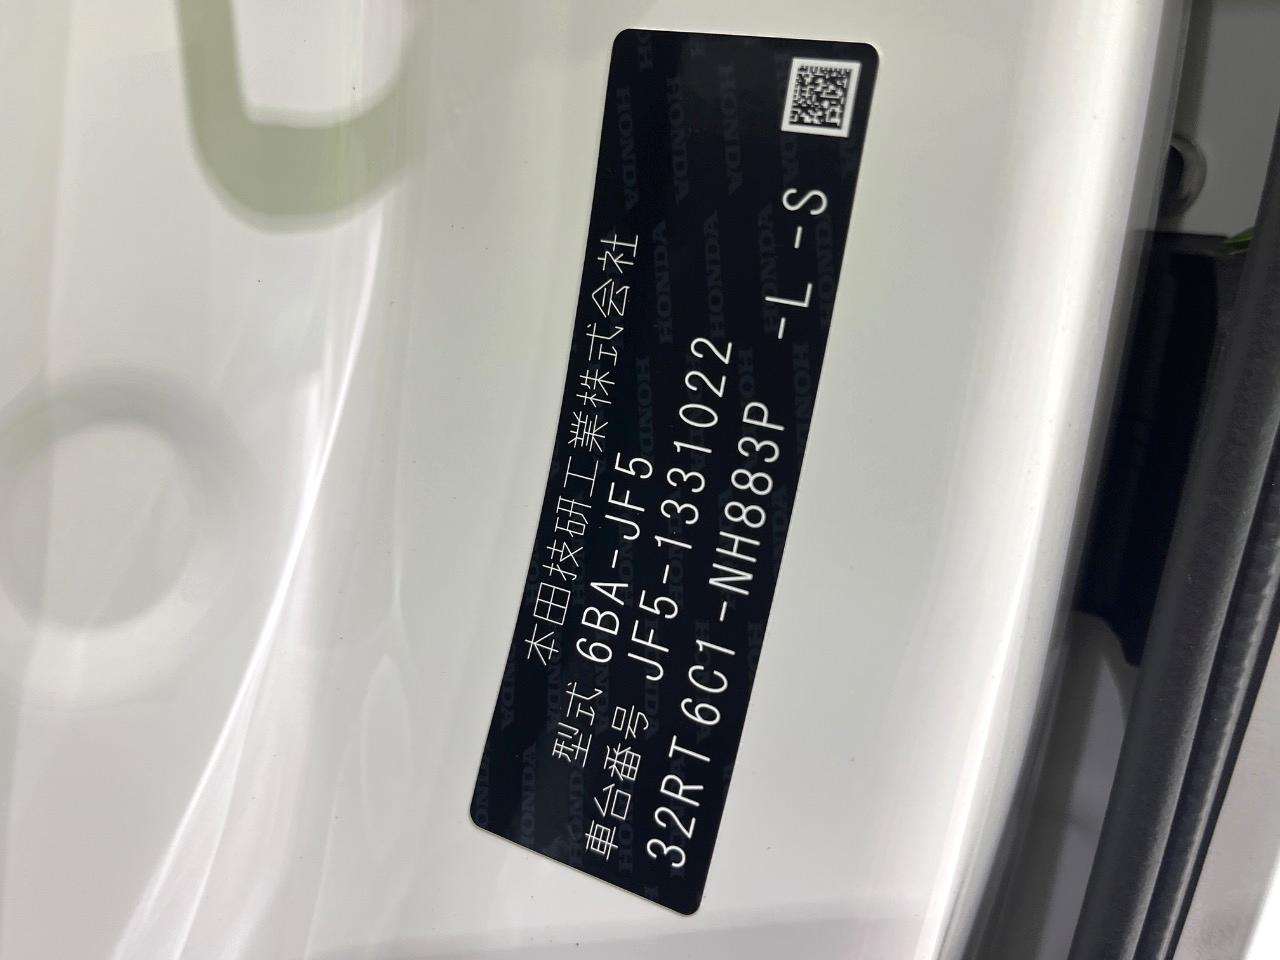 本田技研工業株式会社
型式 6BA-JF5
車台番号 JF5-1331022
32RT6C1-NH883P -L -S